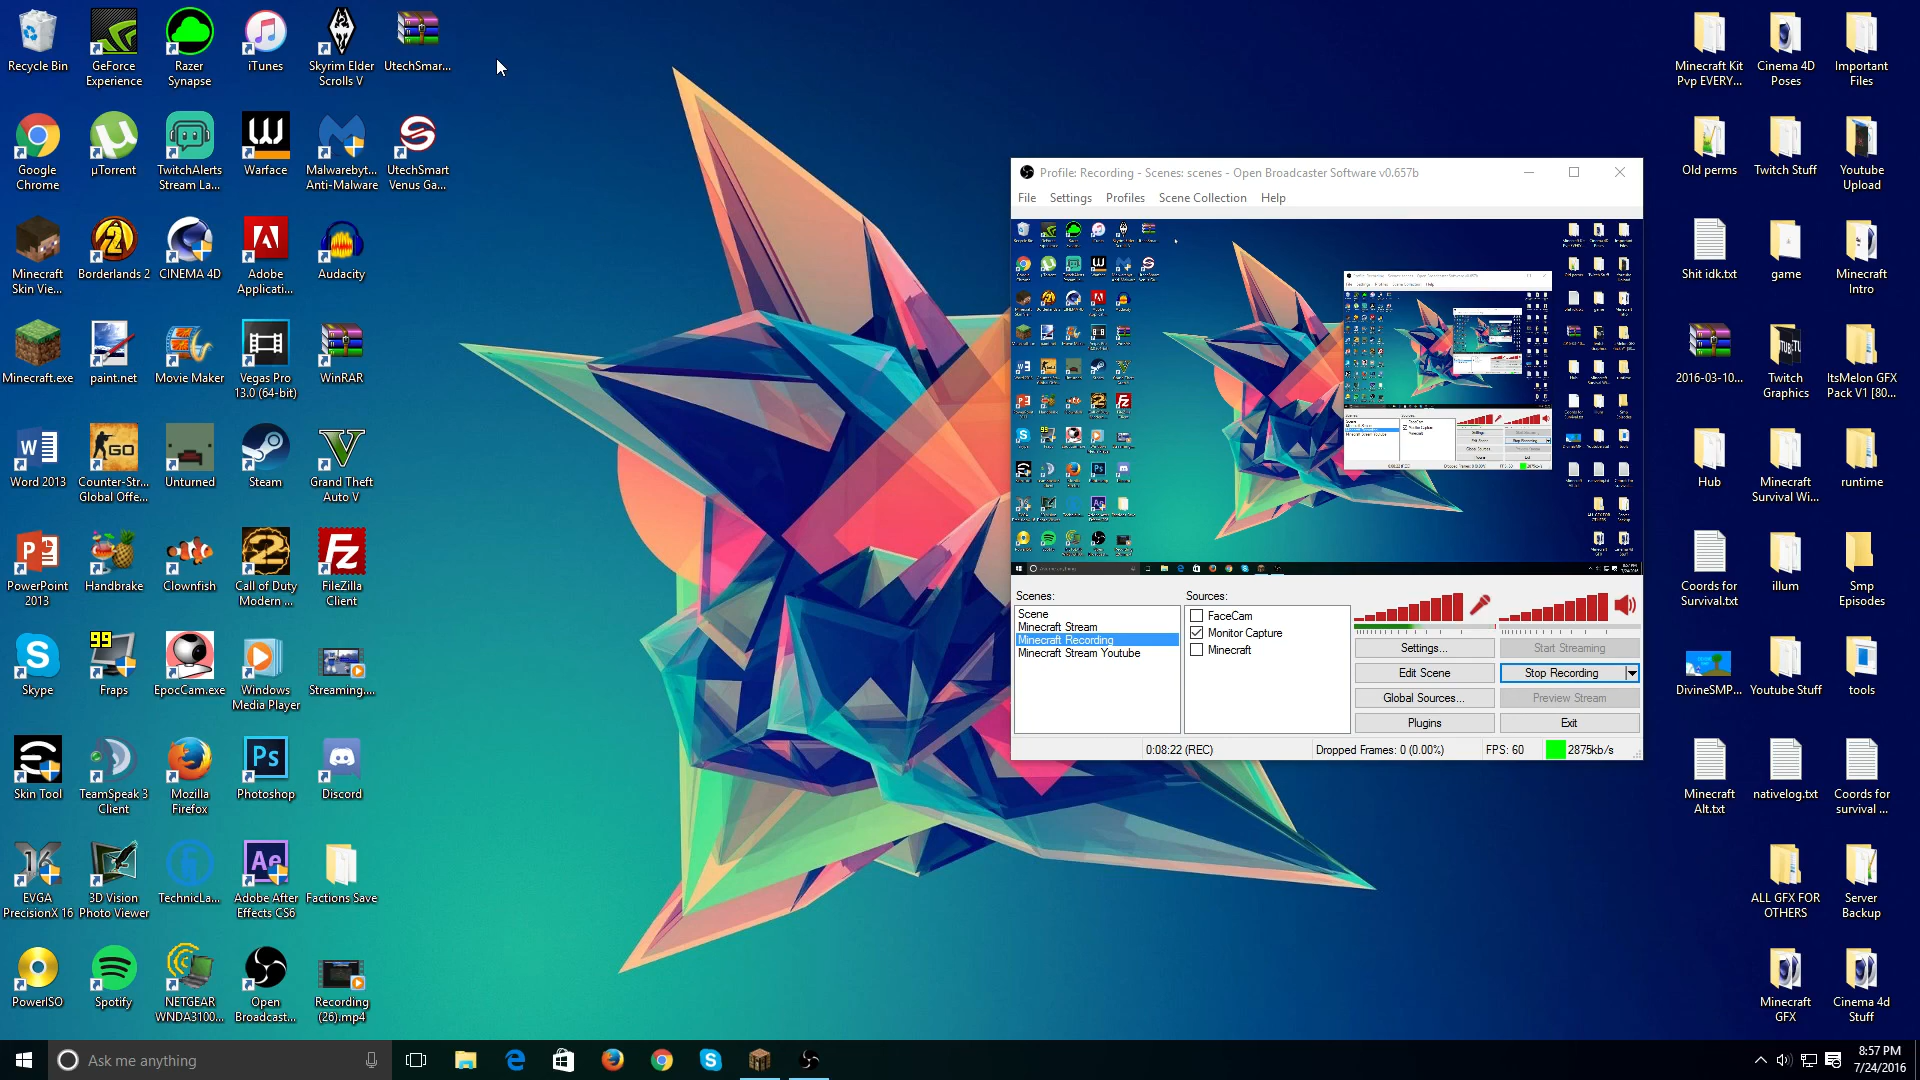 Recycle Bin
GeForce
Experience
Razer
Synapse
iTunes
Skyrim Elder
Scrolls V
UtechSmar...
Google
Chrome
µTorrent
TwitchAlerts
Stream La...
Warface
Malwarebyt...
Anti-Malware
UtechSmart
Venus Ga...
Minecraft
Skin Vie...
Borderlands 2
CINEMA 4D
Adobe
Applicati...
Audacity
Minecraft.exe
paint.net
Movie Maker
Vegas Pro
13.0 (64-bit)
WinRAR
Word 2013
Counter-Str...
Global Offe...
Unturned
Steam
Grand Theft
Auto V
PowerPoint
2013
Handbrake
Clownfish
Call of Duty
Modern ...
FileZilla
Client
Skype
99
Fraps
EpocCam.exe
Windows
Media Player
Streaming....
Skin Tool
TeamSpeak 3
Client
Mozilla
Firefox
Photoshop
Discord
EVGA
PrecisionX 16
3D Vision
Photo Viewer
TechnicLa...
Adobe After
Effects CS6
Factions Save
PowerISO
Spotify
NETGEAR
WNDA3100...
Open
Broadcast...
Recording
(26).mp4
Profile: Recording - Scenes: scenes - Open Broadcaster Software v0.657b
File Settings Profiles Scene Collection Help
Scenes:
Scene
Minecraft Stream
Minecraft Recording
Minecraft Stream Youtube
Sources:
FaceCam
Monitor Capture
Minecraft
Settings...
Start Streaming
Edit Scene
Stop Recording
Global Sources...
Preview Stream
Plugins
Exit
0:08:22 (REC)
Dropped Frames: 0 (0.00%)
FPS: 60
2875kb/s
Minecraft Kit
Pvp EVERY...
Cinema 4D
Poses
Important
Files
Old perms
Twitch Stuff
Youtube
Upload
Shit idk.txt
game
Minecraft
Intro
2016-03-10...
Twitch
Graphics
ItsMelon GFX
Pack V1 [80...
Hub
Minecraft
Survival Wi...
runtime
Coords for
Survival.txt
illum
Smp
Episodes
DivineSMP...
Youtube Stuff
tools
Minecraft
Alt.txt
nativelog.txt
Coords for
survival ...
ALL GFX FOR
OTHERS
Server
Backup
Minecraft
GFX
Cinema 4d
Stuff
Ask me anything
8:57 PM
7/24/2016